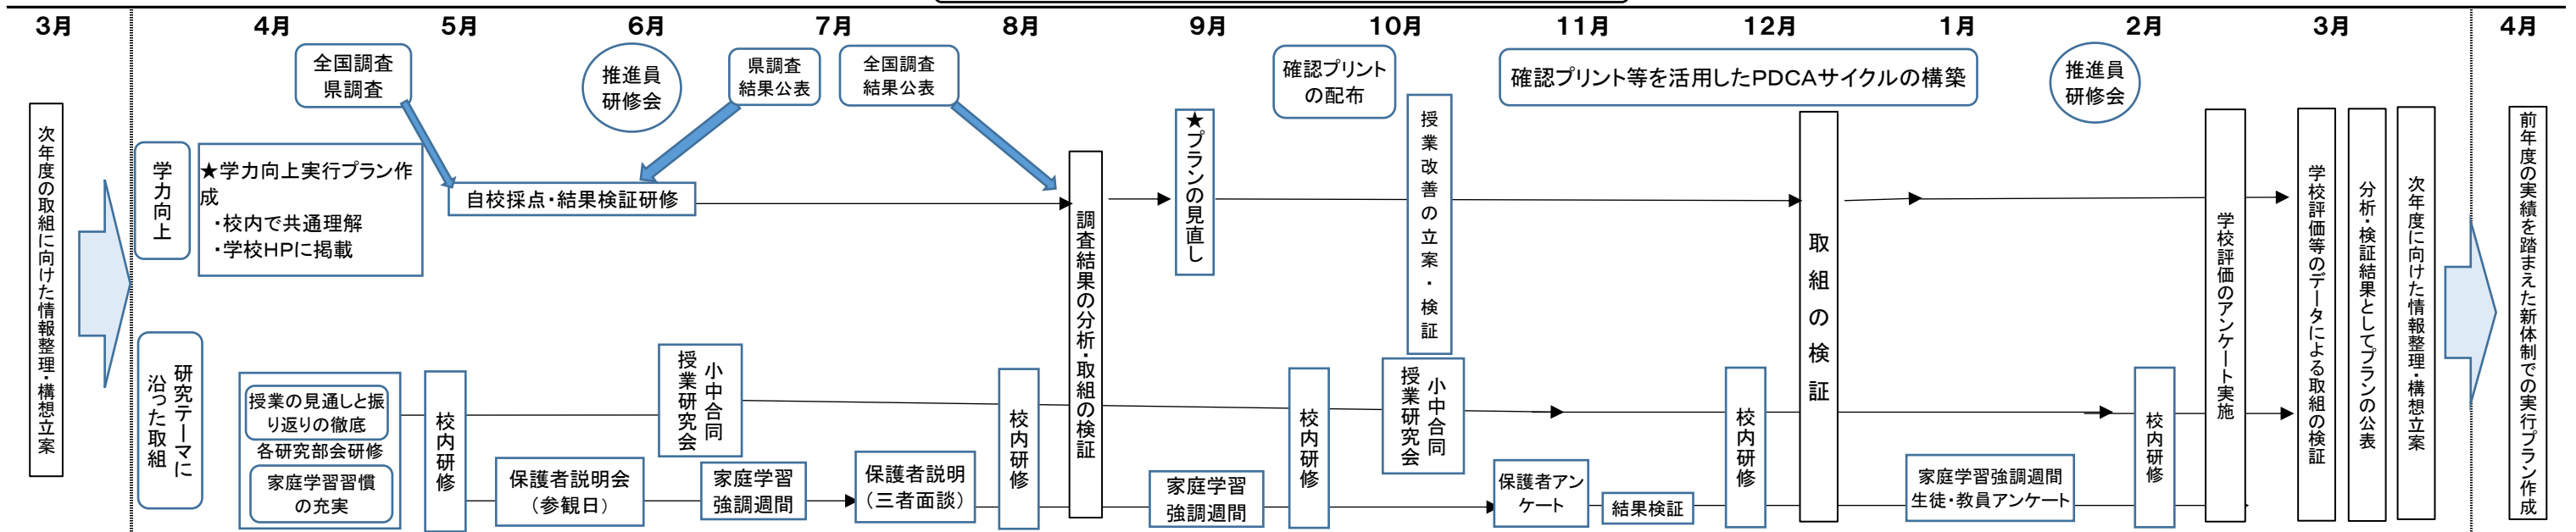 3月
4月
5月
6月
7月
8月
9月
10月
11月
12月
1月
2月
3月
4月
全国調査
県調査
推進員
研修会
県調査
結果公表
全国調査
結果公表
確認プリント
の配布
確認プリント等を活用したPDCAサイクルの構築
推進員
研修会
次年度の取組に向けた情報整理・構想立案
学力向上
★学力向上実行プラン作
成
・校内で共通理解
・学校HPに掲載
自校採点・結果検証研修
調査結果の分析・取組の検証
★プランの見直し
授業改善の立案・検証
取組の検証
学校評価のアンケート実施
学校評価等のデータによる取組の検証
分析・検証結果としてプランの公表
次年度に向けた情報整理・構想立案
前年度の実績を踏まえた新体制での実行プラン作成
研究テーマに
沿った取組
授業の見通しと振
り返りの徹底
各研究部会研修
家庭学習習慣
の充実
校内研修
保護者説明会
(参観日)
小中合同
授業研究会
家庭学習
強調週間
保護者説明
(三者面談)
校内研修
家庭学習
強調週間
校内研修
小中合同
授業研究会
保護者アン
ケート
結果検証
校内研修
家庭学習強調週間
生徒・教員アンケート
校内研修